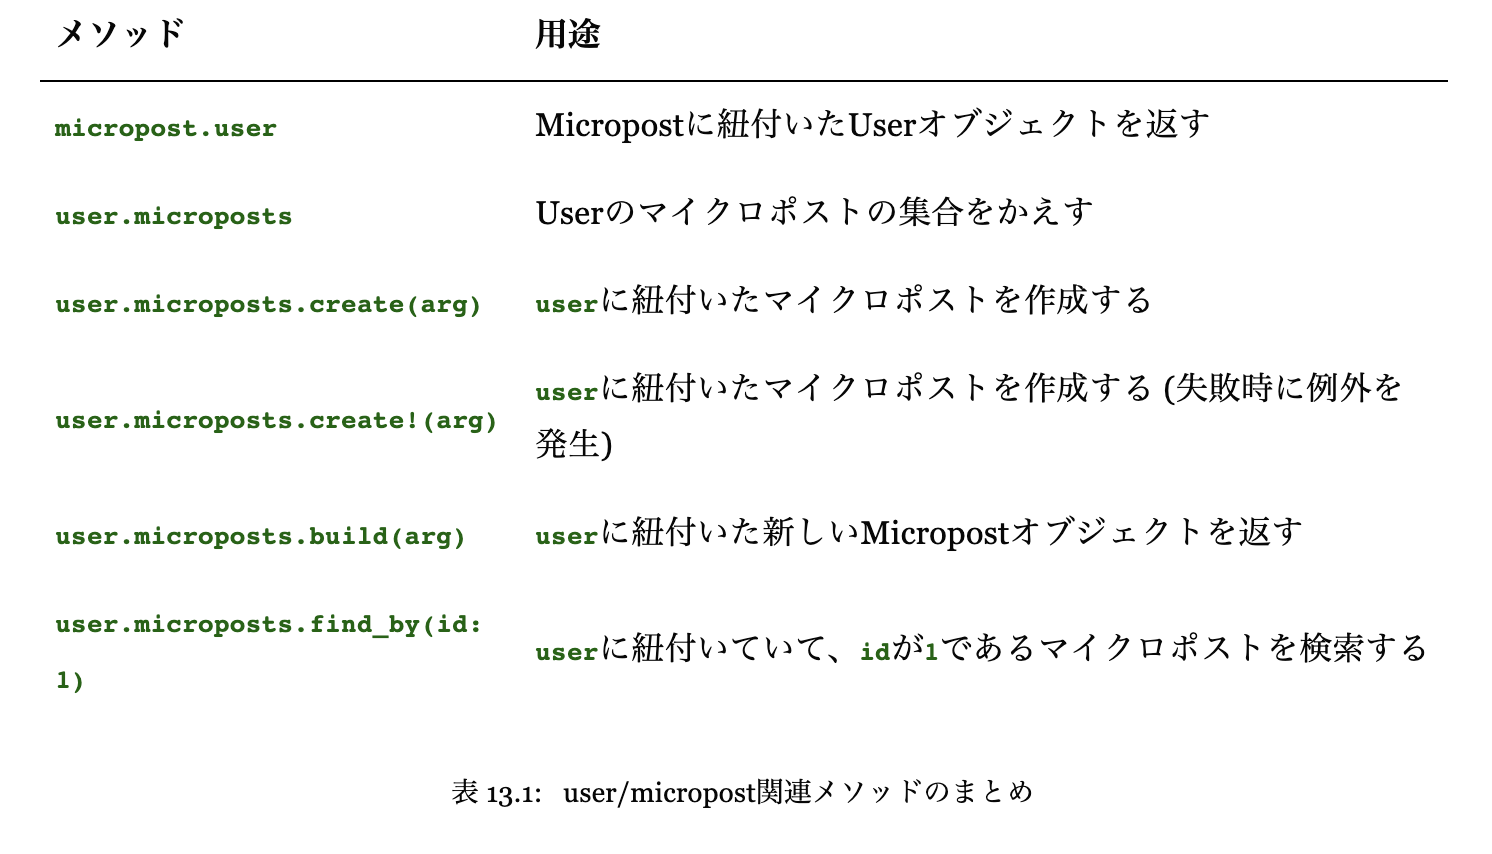 メソッド 用途
micropost.user Micropostに紐付いたUserオブジェクトを返す
user.microposts Userのマイクロポストの集合をかえす
user.microposts.create(arg) userに紐付いたマイクロポストを作成する
user.microposts.create!(arg) userに紐付いたマイクロポストを作成する (失敗時に例外を
発生)
user.microposts.build(arg) userに紐付いた新しいMicropostオブジェクトを返す
user.microposts.find_by(id:
1)
userに紐付いていて、idが1であるマイクロポストを検索する
表 13.1: user/micropost関連メソッドのまとめ